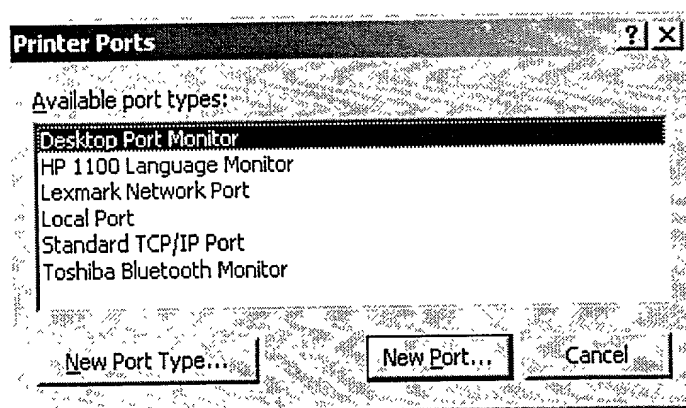 Printer Ports ? X
Available port types:
Desktop Port Monitor
HP 1100 Language Monitor
Lexmark Network Port
Local Port
Standard TCP/IP Port
Toshiba Bluetooth Monitor
New Port Type... New Port... Cancel